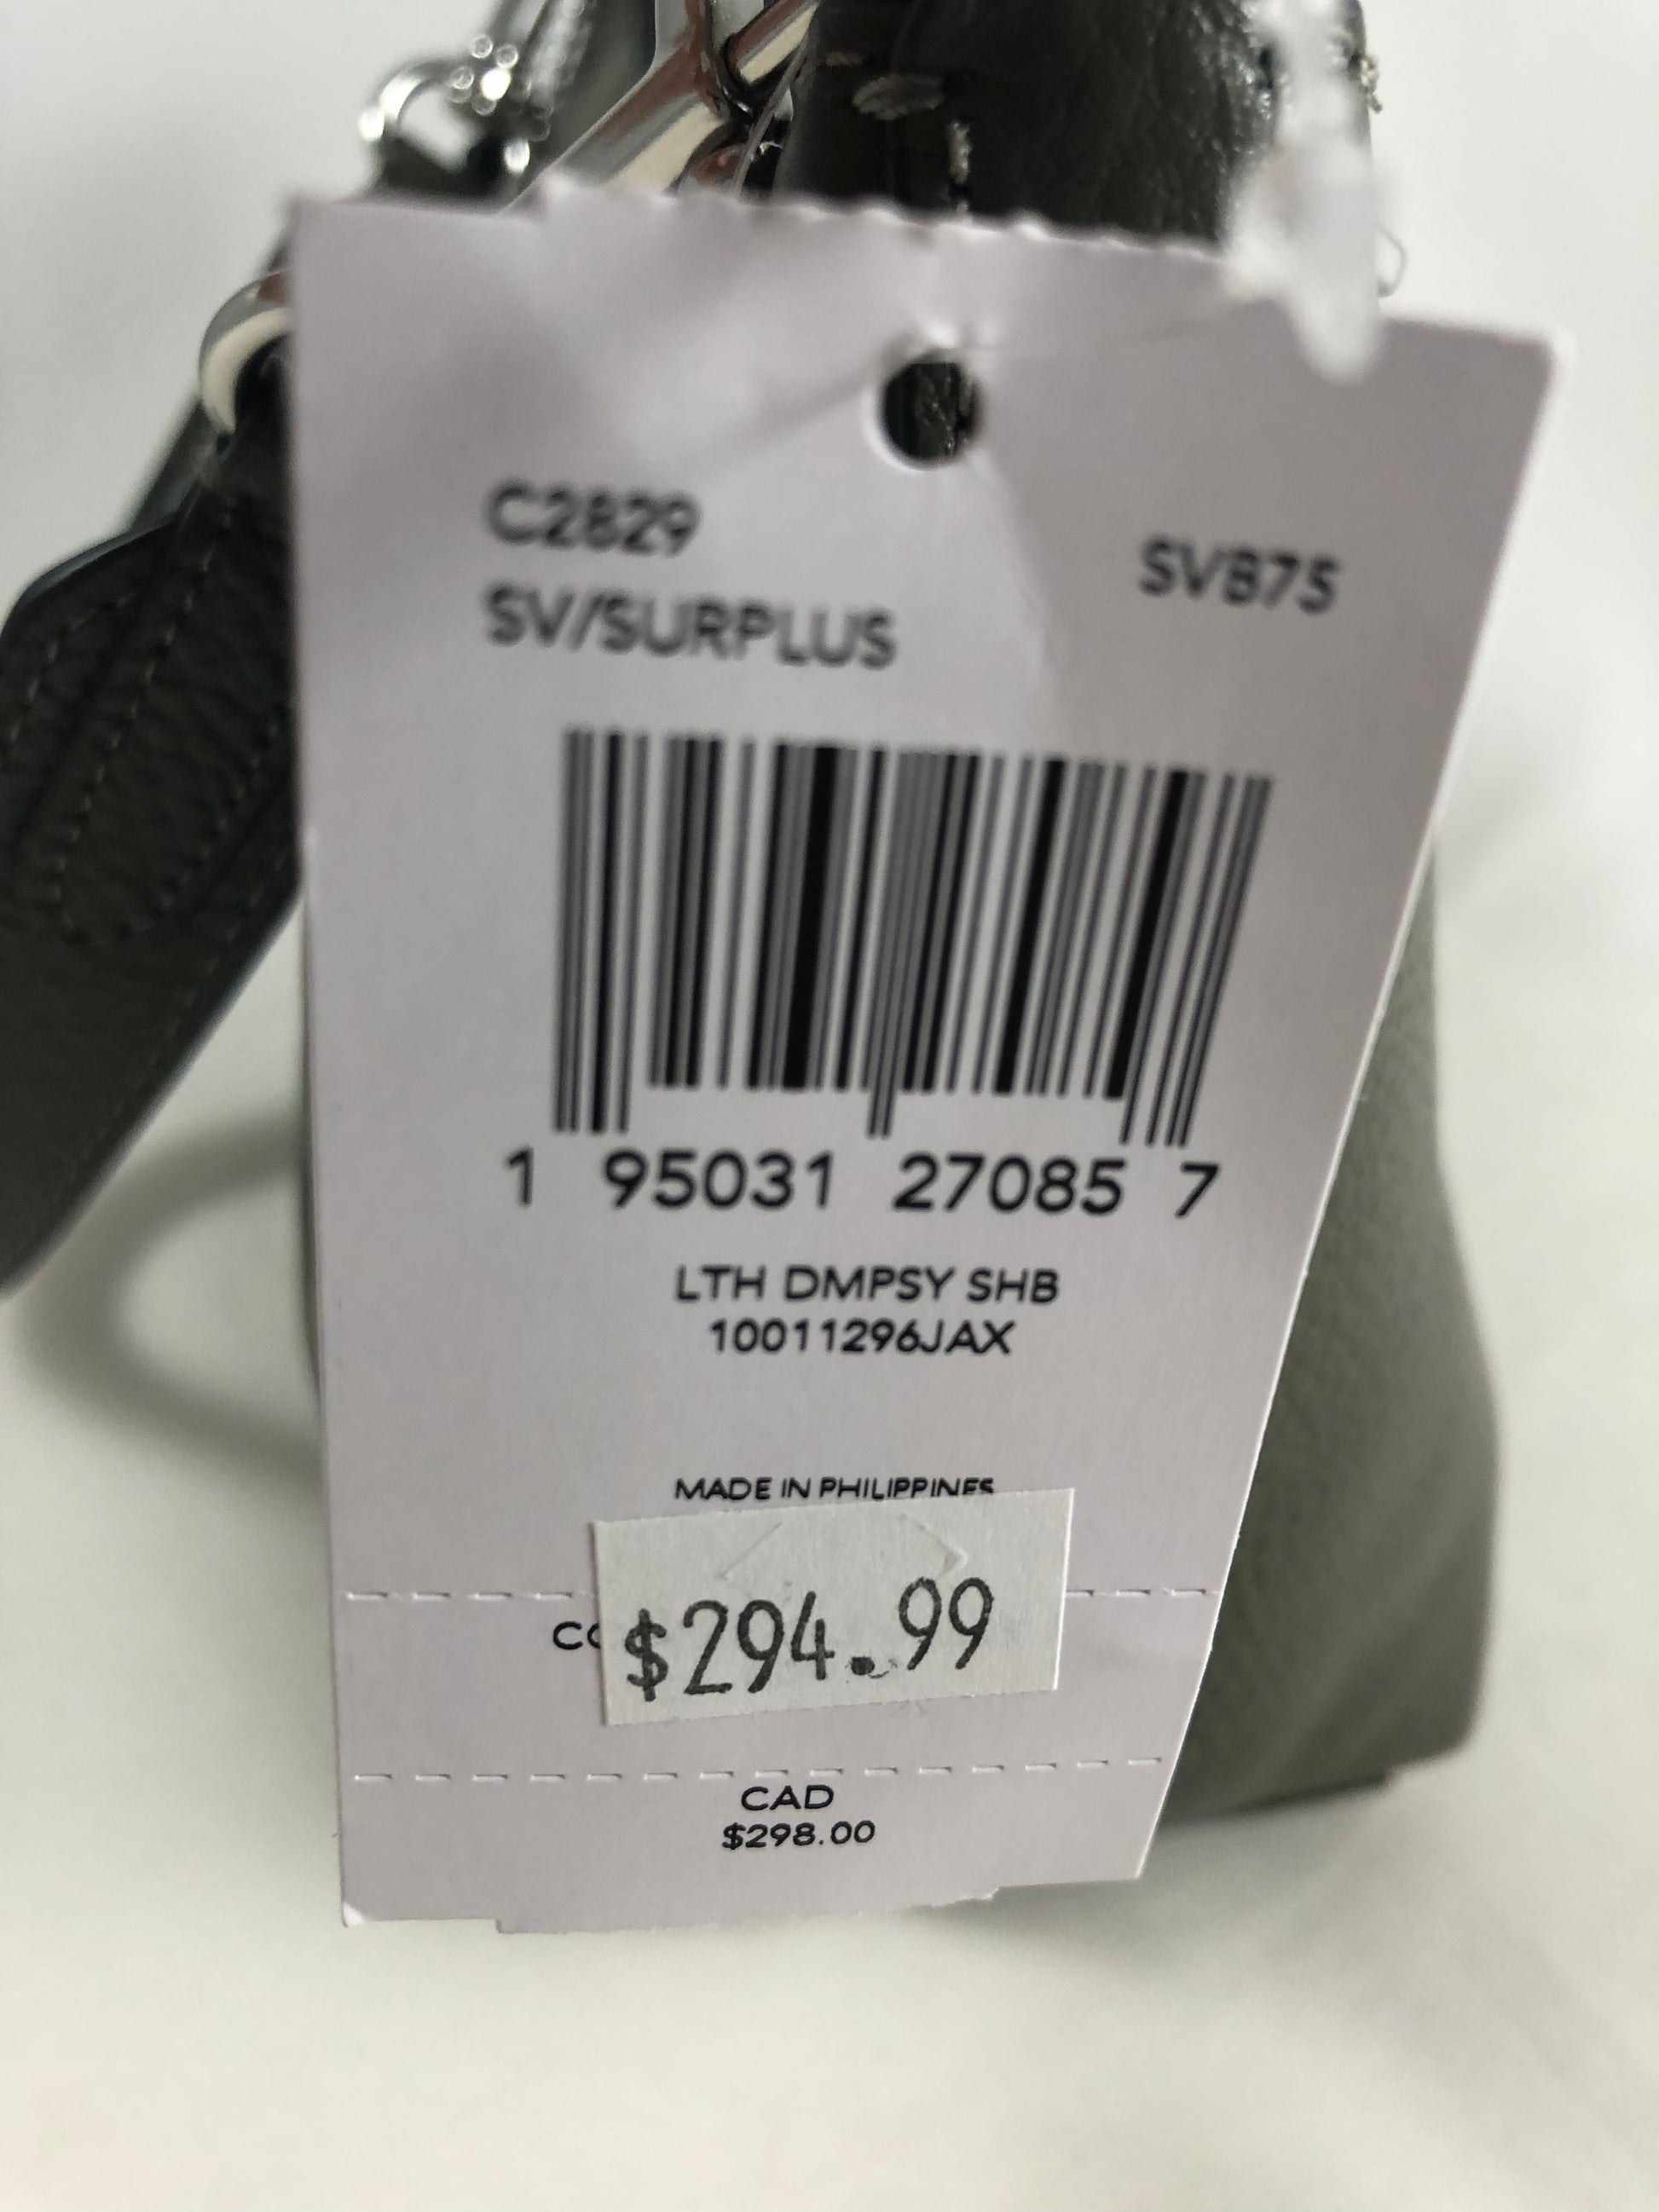 C2829
SVB75
SV/SURPLUS
1 95031 27085 7
LTH DMPSY SHB
10011296JAX
MADE IN PHILIPPINES
$294.99
CAD
$298.00